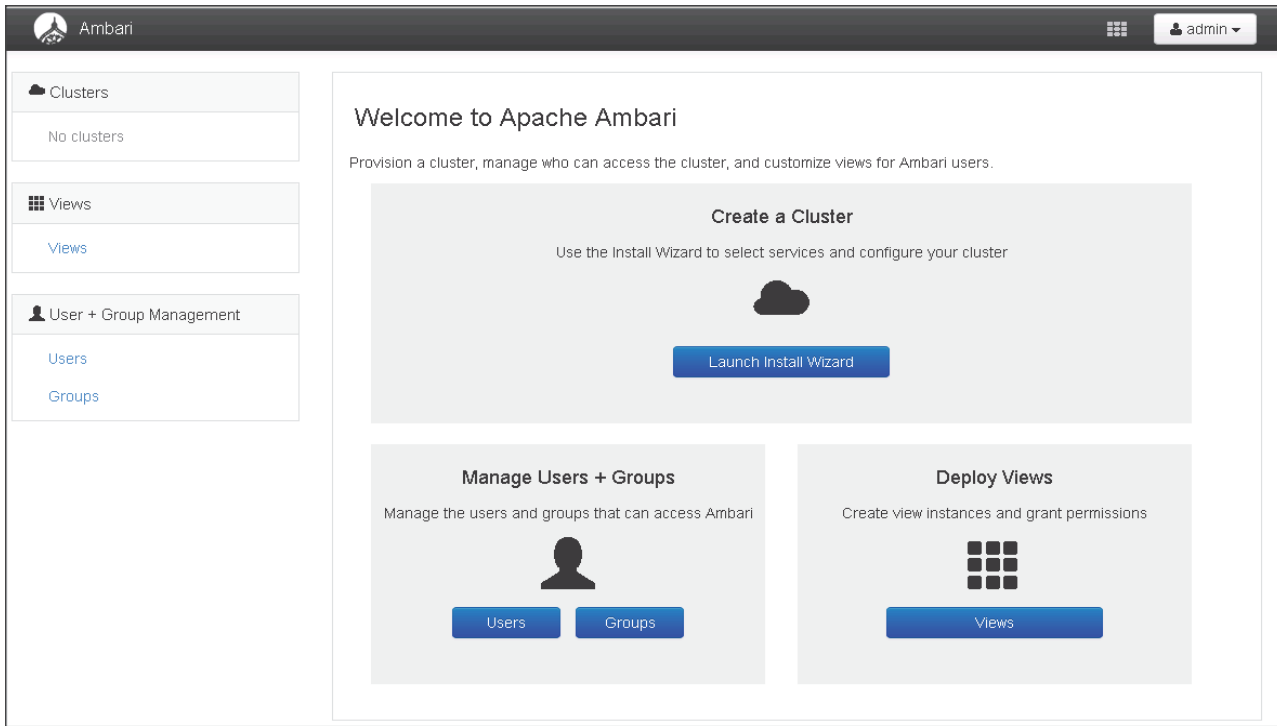 Ambari
admin
Clusters
No clusters
Views
Views
User + Group Management
Users
Groups
Welcome to Apache Ambari
Provision a cluster, manage who can access the cluster, and customize views for Ambari users.
Create a Cluster
Use the Install Wizard to select services and configure your cluster
Launch Install Wizard
Manage Users + Groups
Manage the users and groups that can access Ambari
Users
Groups
Deploy Views
Create view instances and grant permissions
Views